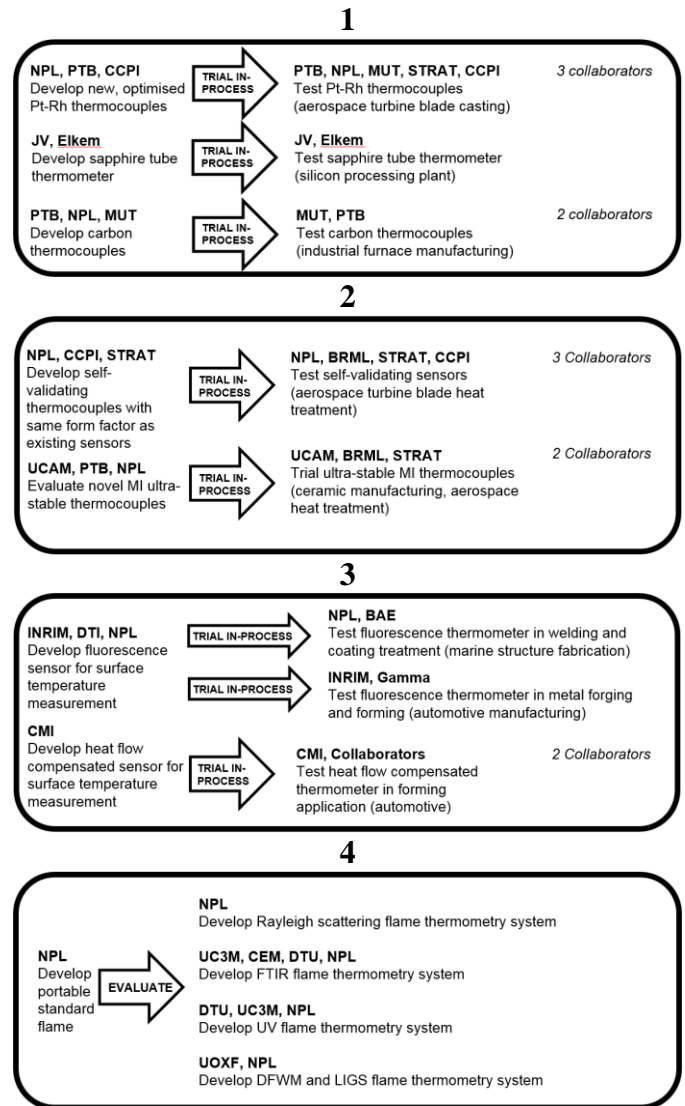 1
NPL, PTB, CCPI
Develop new, optimised
Pt-Rh thermocouples
TRIAL IN-
PROCESS
PTB, NPL, MUT, STRAT, CCPI
Test Pt-Rh thermocouples
(aerospace turbine blade casting)
3 collaborators
JV, Elkem
Develop sapphire tube
thermometer
TRIAL IN-
PROCESS
JV, Elkem
Test sapphire tube thermometer
(silicon processing plant)
PTB, NPL, MUT
Develop carbon
thermocouples
TRIAL IN-
PROCESS
MUT, PTB
Test carbon thermocouples
(industrial furnace manufacturing)
2 collaborators
2
NPL, CCPI, STRAT
Develop self-
validating
thermocouples with
same form factor as
existing sensors
TRIAL IN-
PROCESS
NPL, BRML, STRAT, CCPI
Test self-validating sensors
(aerospace turbine blade heat
treatment)
3 Collaborators
UCAM, PTB, NPL
Evaluate novel MI ultra-
stable thermocouples
TRIAL IN-
PROCESS
UCAM, BRML, STRAT
Trial ultra-stable MI thermocouples
(ceramic manufacturing, aerospace
heat treatment)
2 Collaborators
3
INRIM, DTI, NPL
Develop fluorescence
sensor for surface
temperature
measurement
TRIAL IN-PROCESS
NPL, BAE
Test fluorescence thermometer in welding and
coating treatment (marine structure fabrication)
TRIAL IN-PROCESS
INRIM, Gamma
Test fluorescence thermometer in metal forging
and forming (automotive manufacturing)
CMI
Develop heat flow
compensated sensor for
surface temperature
measurement
TRIAL IN-
PROCESS
CMI, Collaborators
Test heat flow compensated
thermometer in forming
application (automotive)
2 Collaborators
4
NPL
Develop
portable
standard
flame
EVALUATE
NPL
Develop Rayleigh scattering flame thermometry system
UC3M, CEM, DTU, NPL
Develop FTIR flame thermometry system
DTU, UC3M, NPL
Develop UV flame thermometry system
UOXF, NPL
Develop DFWM and LIGS flame thermometry system